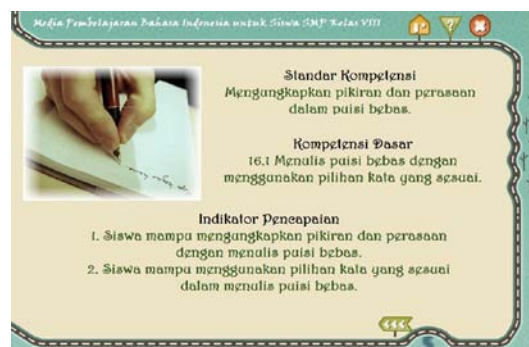 Media Pembelajaran Bahasa Indonesia untuk Siswa SMP Kelas VIII
?
Standar Kompetensi
Mengungkapkan pikiran dan perasaan
dalam puisi bebas.
Kompetensi Dasar
16.1 Menulis puisi bebas dengan
menggunakan pilihan kata yang sesuai.
Indikator Pencapaian
1. Siswa mampu mengungkapkan pikiran dan perasaan
dengan menulis puisi bebas.
2. Siswa mampu menggunakan pilihan kata yang sesuai
dalam menulis puisi bebas.